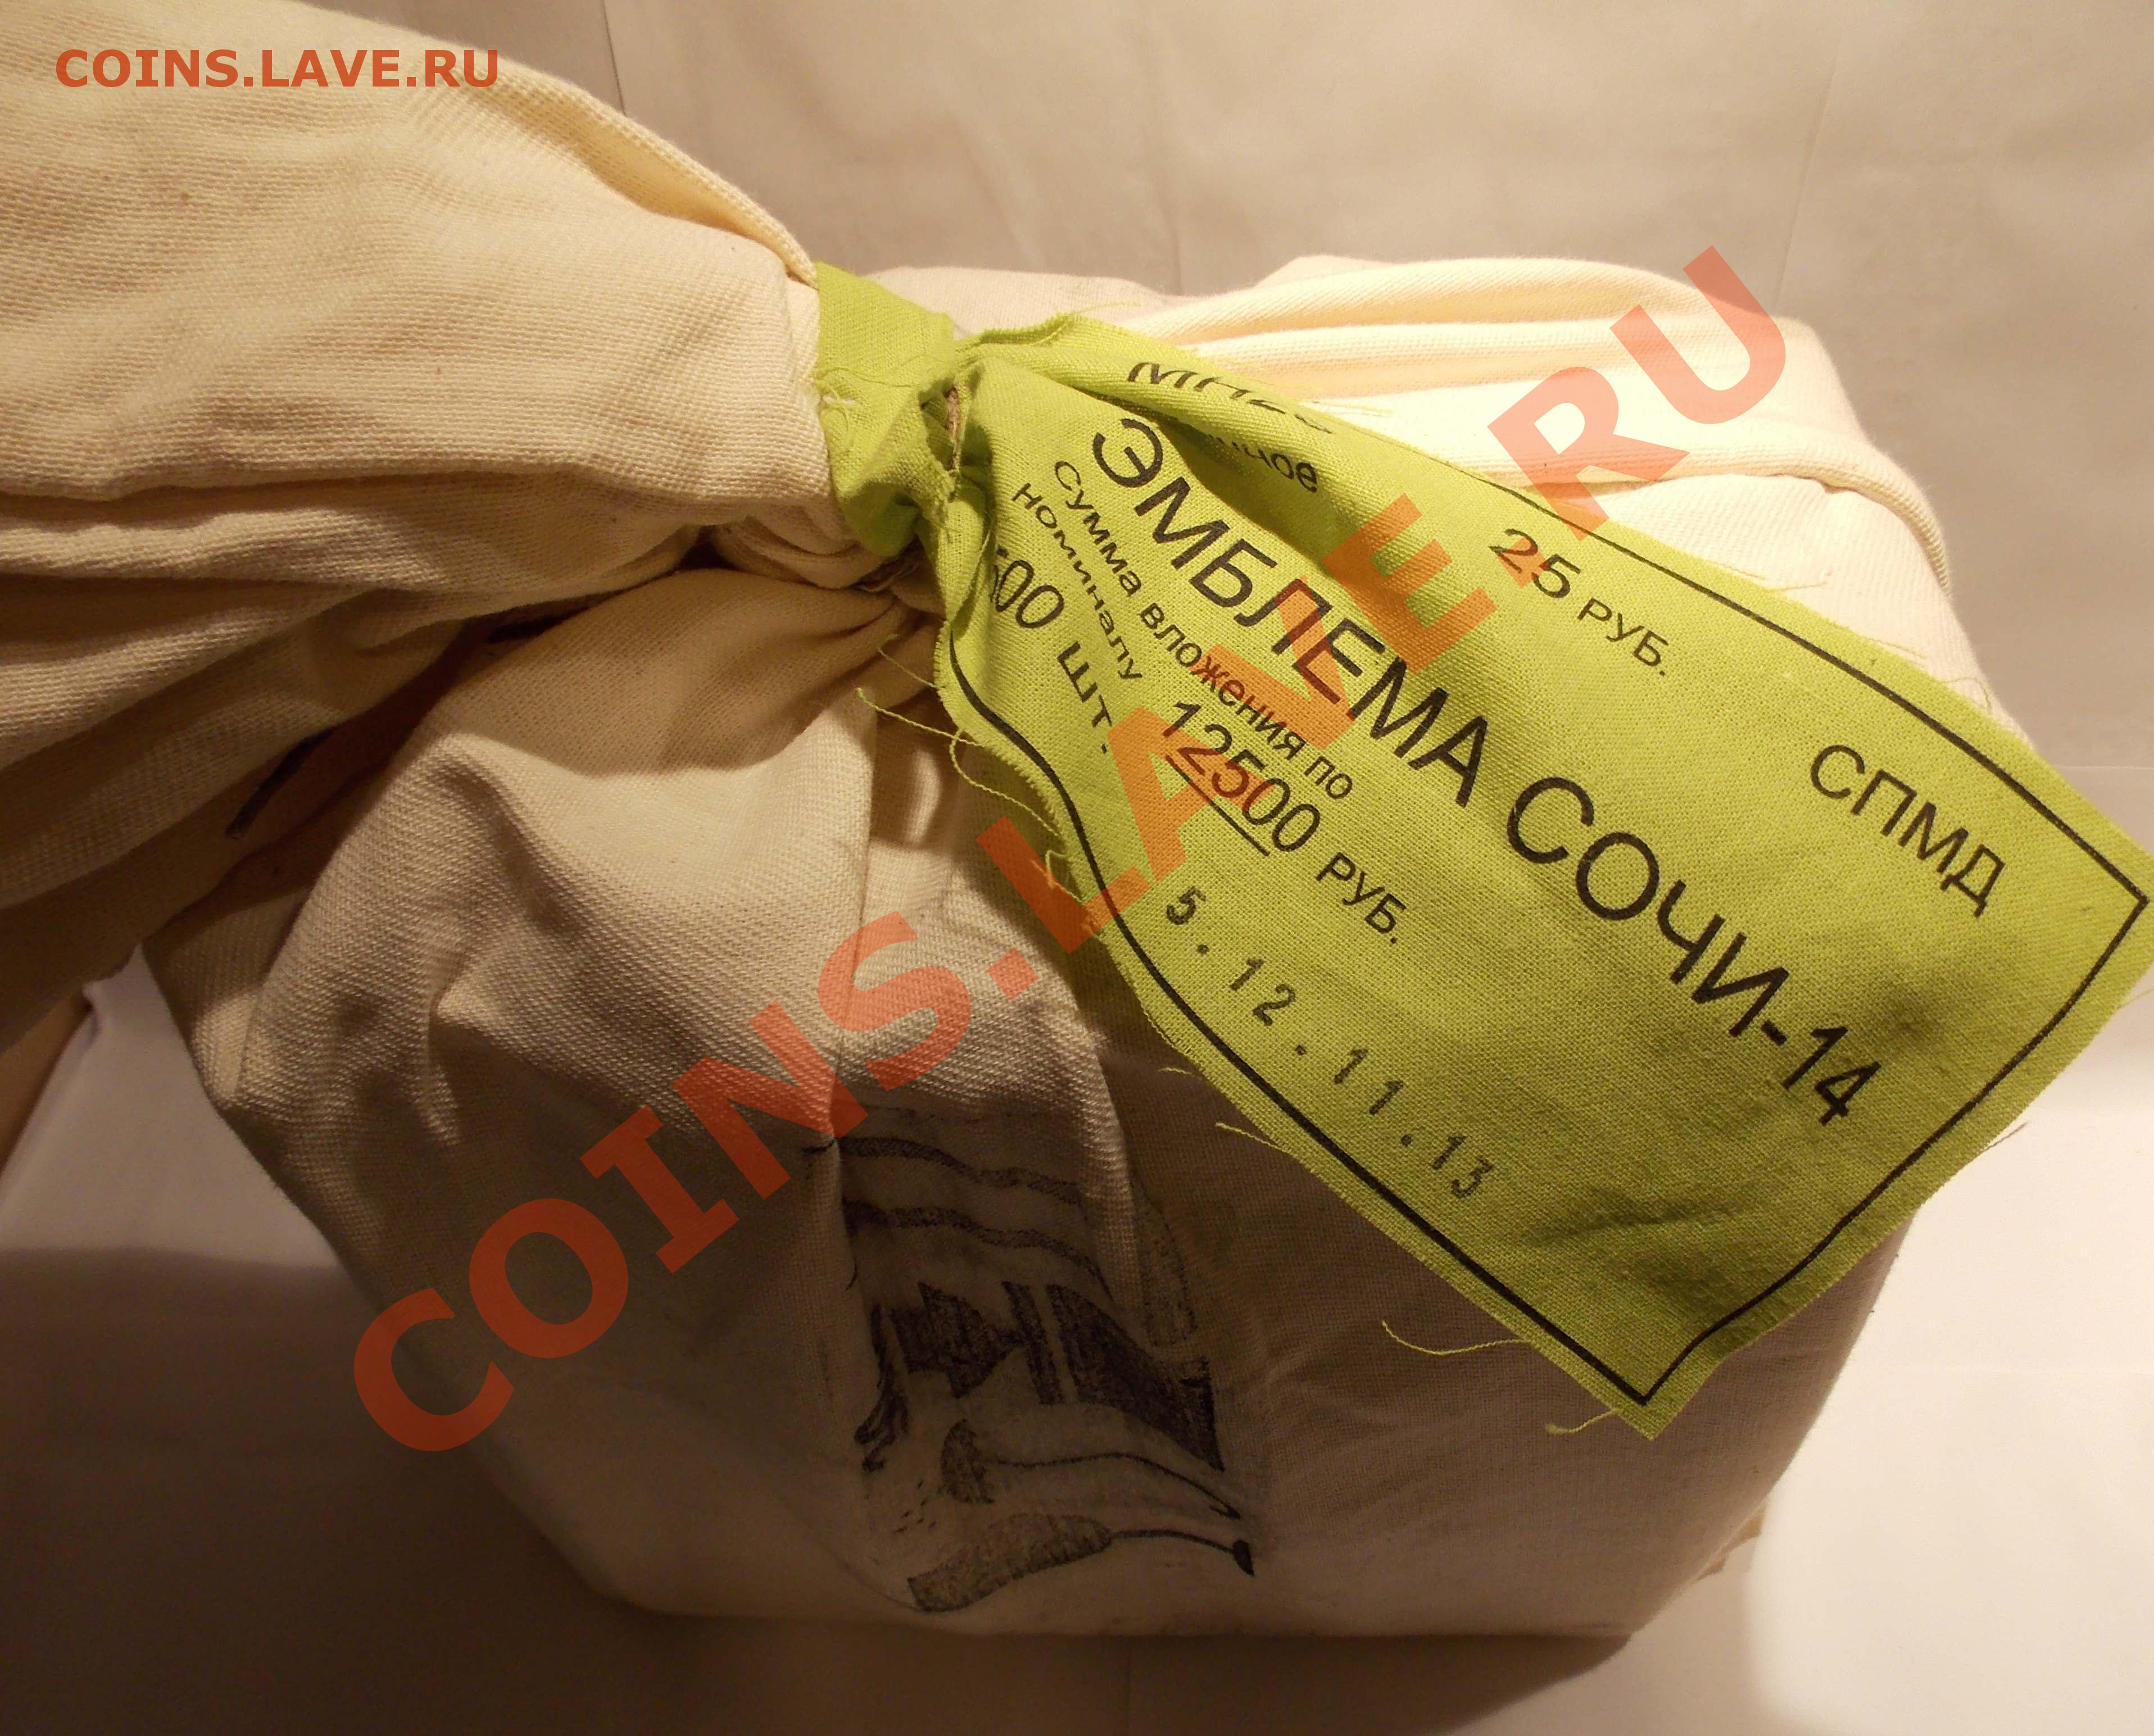 COINS.LAVE.RU
25 РУБ.
СПМД
ЭМБЛЕМА СОЧИ-14
Сумма вложения по
номиналу 12500 РУБ.
500 ШТ.
5.12.11.13
COINS.LAVE.RU